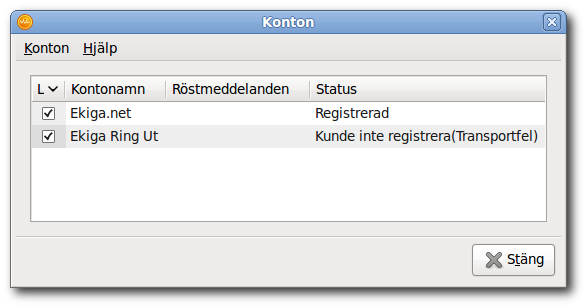 Konton
Konton Hjälp
L Kontonamn Röstmeddelanden Status
Ekiga.net Registrerad
Ekiga Ring Ut Kunde inte registrera(Transportfel)
Stäng